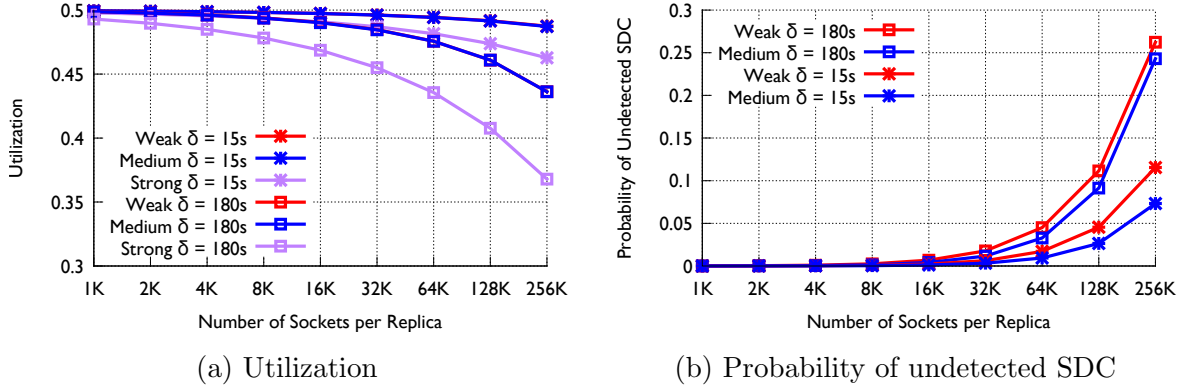 0.5
0.45
0.4
0.35
0.3
Utilization
Weak δ = 15s
Medium δ = 15s
Strong δ = 15s
Weak δ = 180s
Medium δ = 180s
Strong δ = 180s
1K 2K 4K 8K 16K 32K 64K 128K 256K
Number of Sockets per Replica
(a) Utilization
0.3
0.25
0.2
0.15
0.1
0.05
0
Probability of Undetected SDC
Weak δ = 180s
Medium δ = 180s
Weak δ = 15s
Medium δ = 15s
1K 2K 4K 8K 16K 32K 64K 128K 256K
Number of Sockets per Replica
(b) Probability of undetected SDC